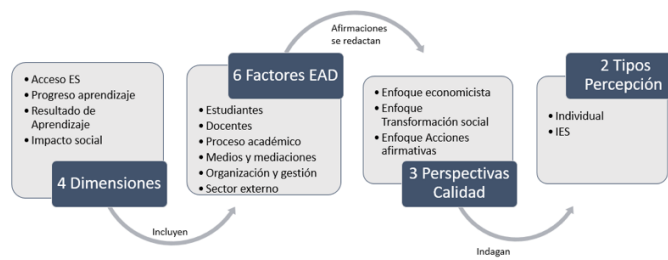 Afirmaciones
se redactan
• Acceso ES
• Progreso aprendizaje
• Resultado de
Aprendizaje
• Impacto social
4 Dimensiones
Incluyen
6 Factores EAD
• Estudiantes
• Docentes
• Proceso académico
• Medios y mediaciones
• Organización y gestión
• Sector externo
• Enfoque economicista
• Enfoque
Transformación social
• Enfoque Acciones
afirmativas
3 Perspectivas
Calidad
Indagan
2 Tipos
Percepción
• Individual
• IES